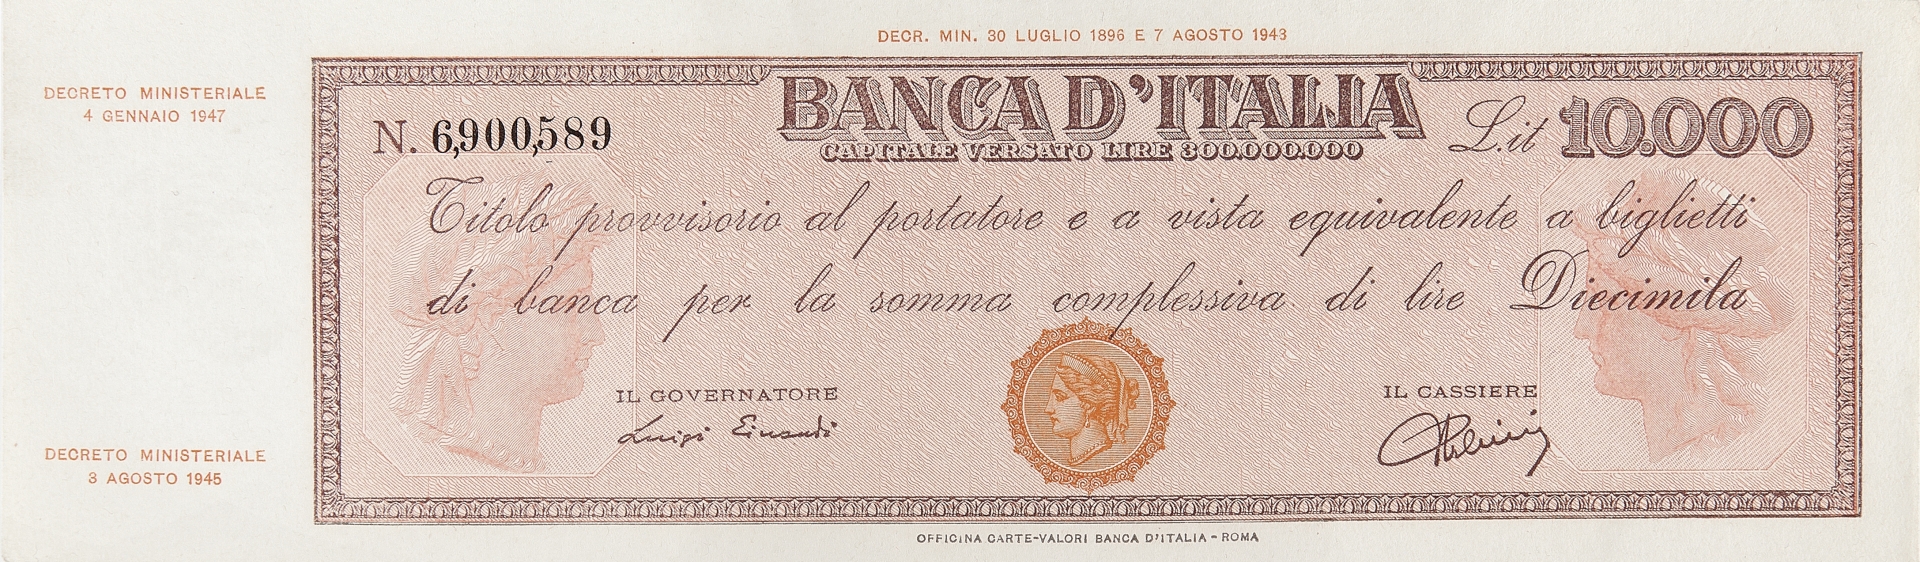 DECR. MIN. 30 LUGLIO 1896 E 7 AGOSTO 1943
DECRETO MINISTERIALE
4 GENNAIO 1947
BANCA D'ITALIA
CAPITALE VERSATO LIRE 300.000.000
N. 6,900,589
L.it 10.000
Titolo provvisorio al portatore e a vista equivalente a biglietti
di banca per la somma complessiva di lire Diecimila
IL GOVERNATORE
Luigi Einaudi
IL CASSIERE
DECRETO MINISTERIALE
3 AGOSTO 1945
OFFICINA CARTE-VALORI BANCA D'ITALIA - ROMA